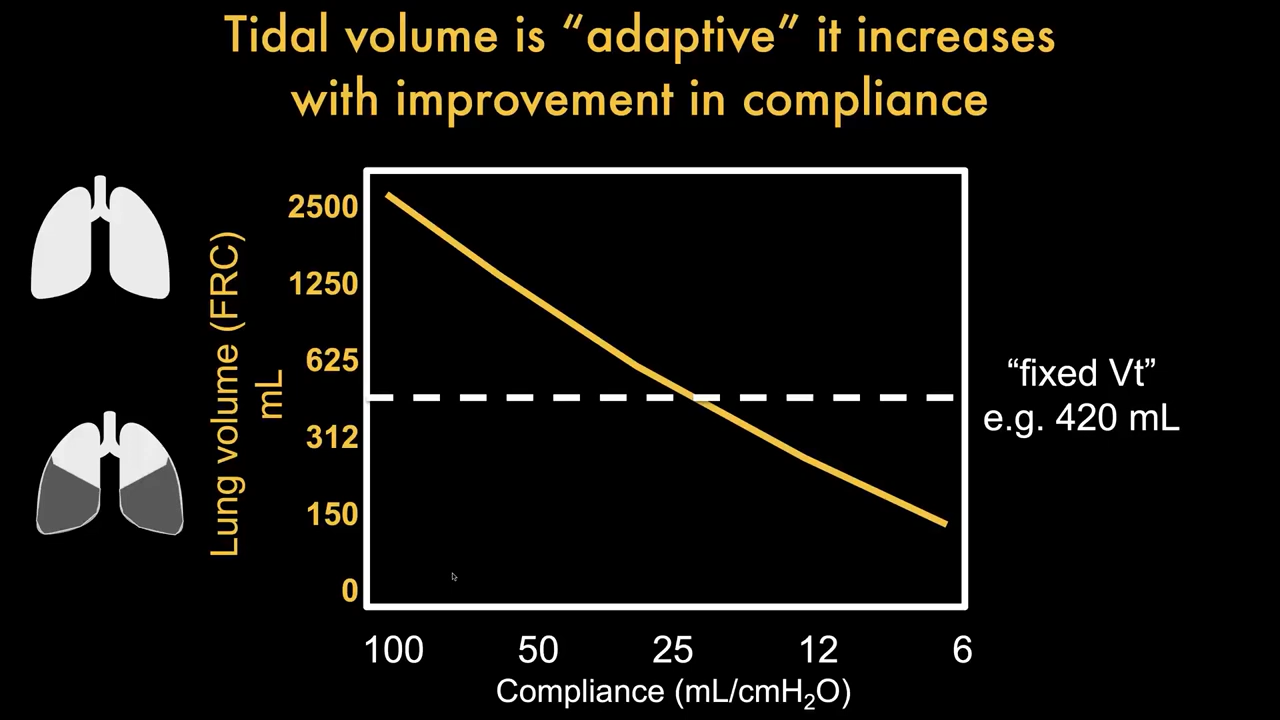 Tidal volume is “adaptive” it increases
with improvement in compliance
Lung volume (FRC)
mL
2500
1250
625
312
150
0
“fixed Vt”
e.g. 420 mL
100 50 25 12 6
Compliance (mL/cmH₂O)